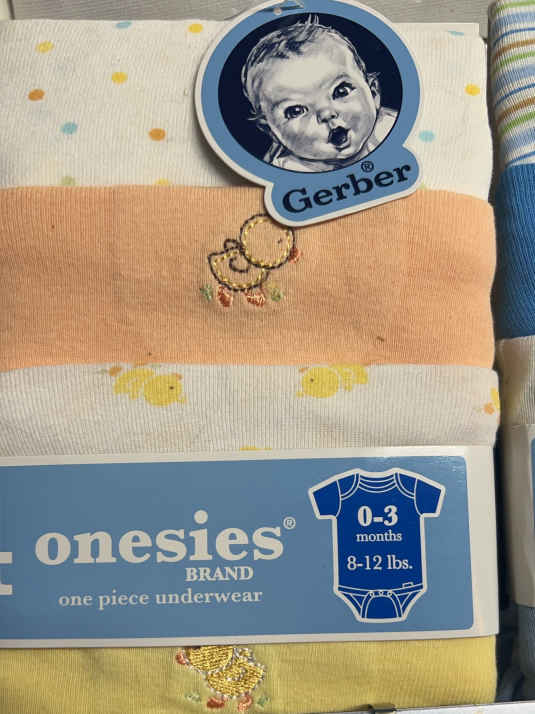 Gerber®
onesies®
BRAND
one piece underwear
0-3
months
8-12 lbs.